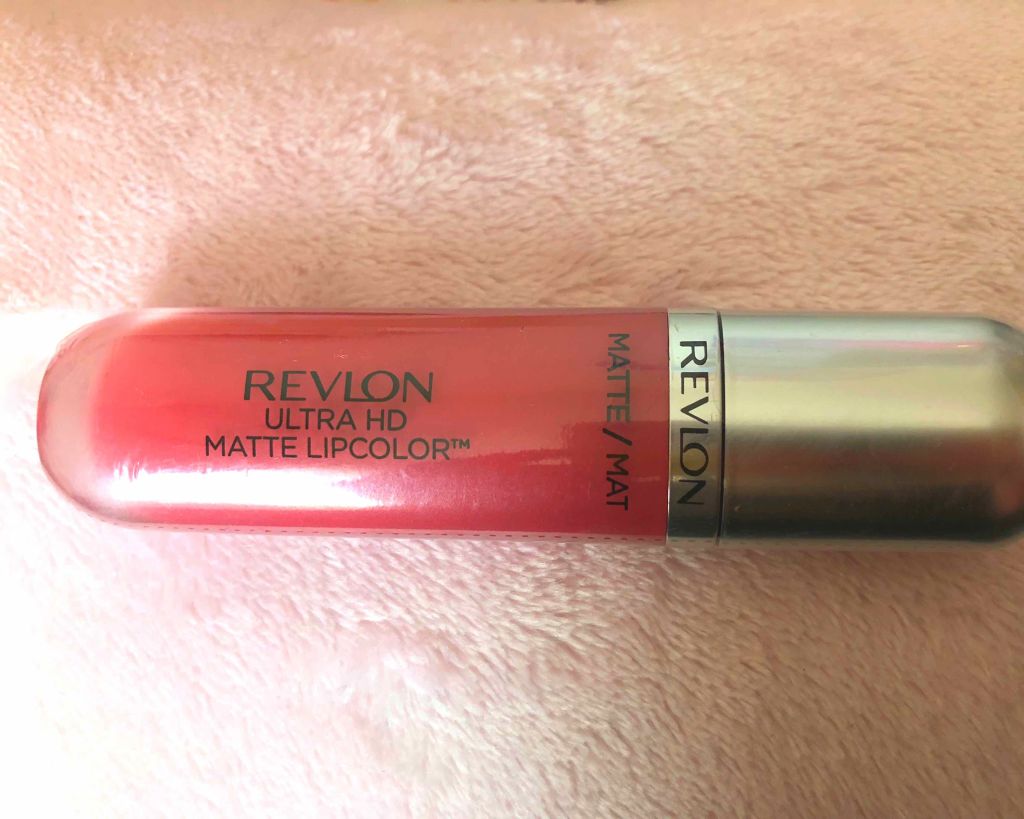 REVLON
ULTRA HD
MATTE LIPCOLOR™
MATTE / MAT
REVLON